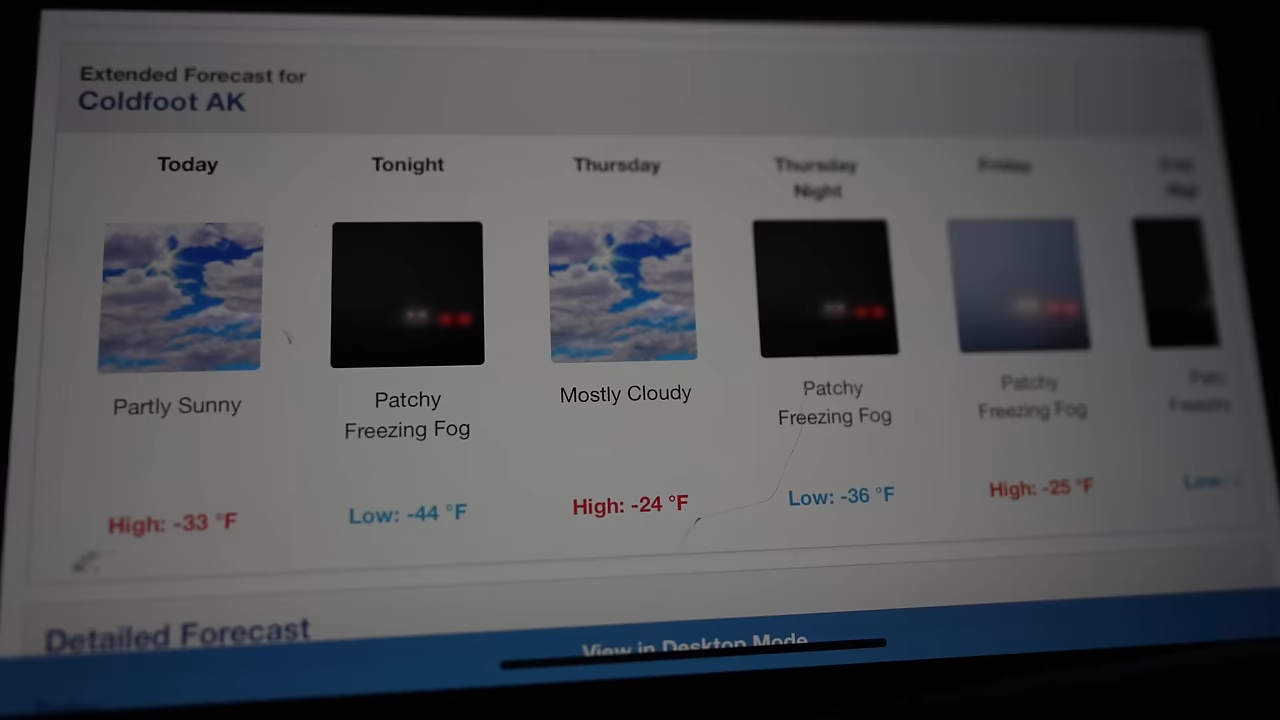 Extended Forecast for
Coldfoot AK
Today
Tonight
Thursday
Thursday
Night
Friday
Partly Sunny
Patchy
Freezing Fog
Mostly Cloudy
Patchy
Freezing Fog
Patchy
Freezing Fog
High: -33 °F
Low: -44 °F
High: -24 °F
Low: -36 °F
High: -25 °F
Low:
Detailed Forecast
View in Desktop Mode